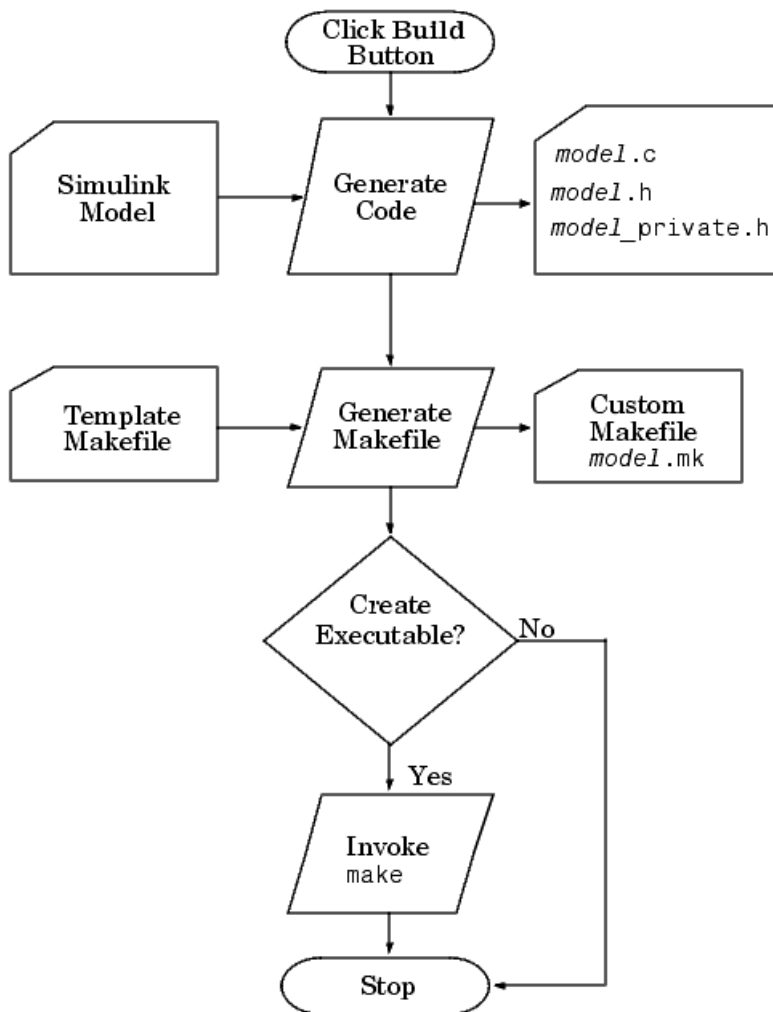 Click Build
Button
Simulink
Model
Generate
Code
model.c
model.h
model_private.h
Template
Makefile
Generate
Makefile
Custom
Makefile
model.mk
Create
Executable?
No
Yes
Invoke
make
Stop